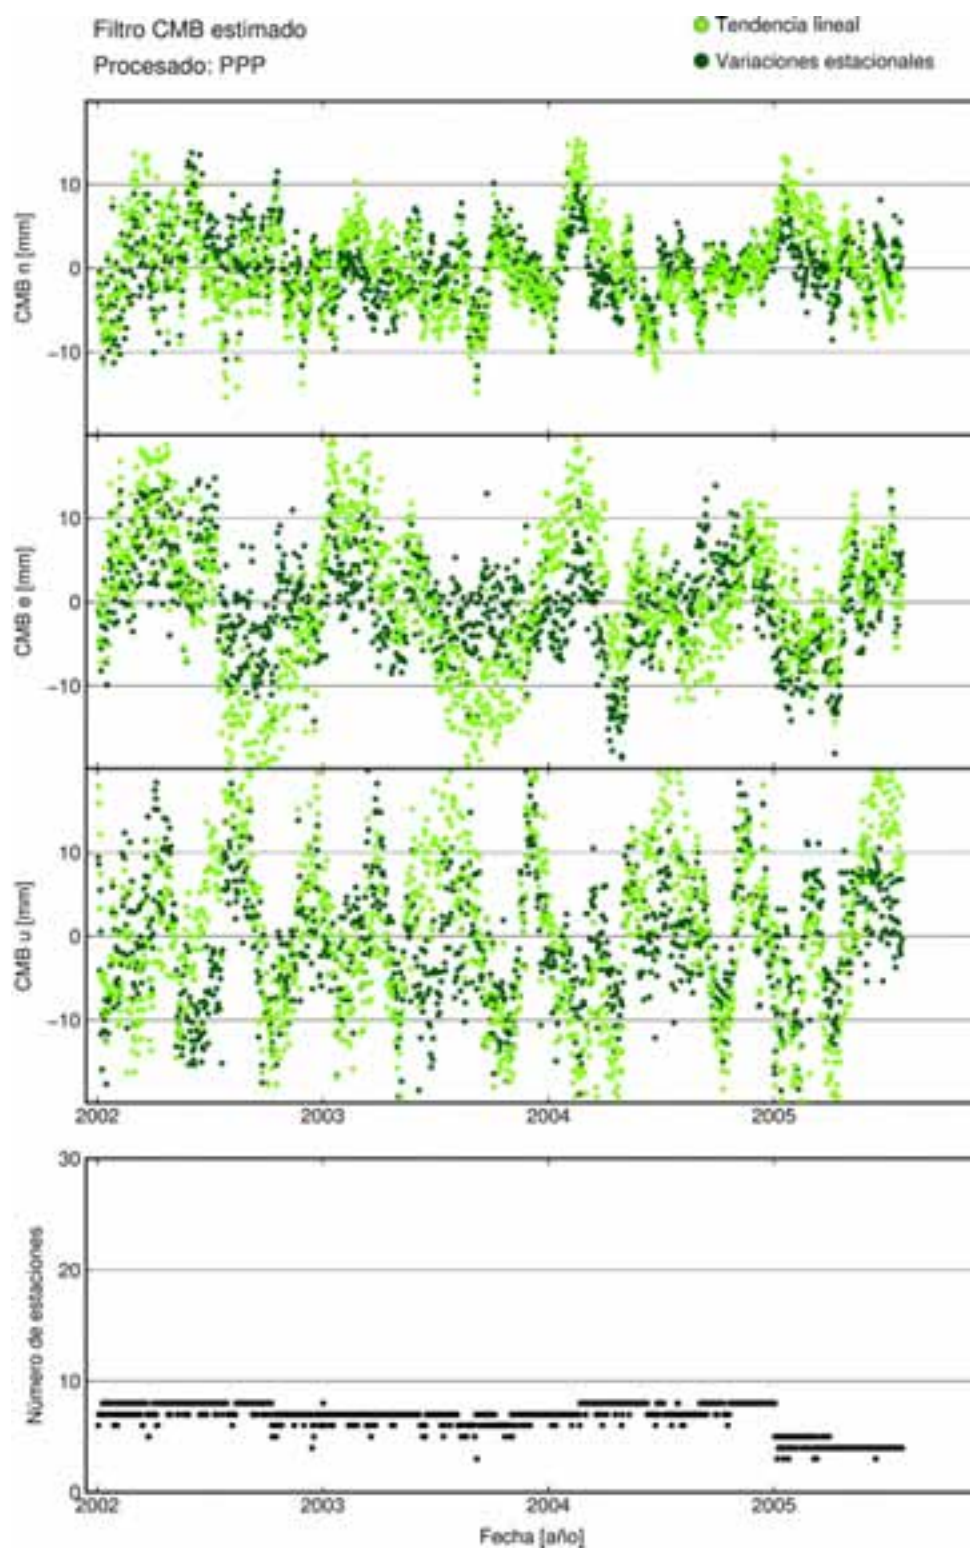 Filtro CMB estimado
Procesado: PPP
Tendencia lineal
Variaciones estacionales
CMB n [mm]
10
0
−10
CMB e [mm]
10
0
−10
CMB u [mm]
10
0
−10
2002 2003 2004 2005
Número de estaciones
30
20
10
0
2002 2003 2004 2005
Fecha [año]